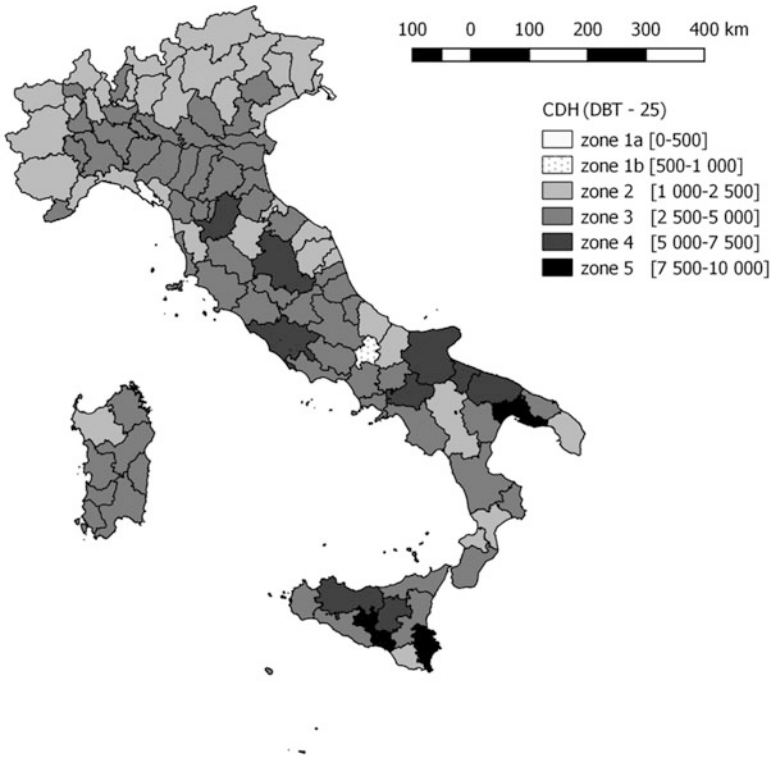 100 0 100 200 300 400 km
CDH (DBT - 25)
zone 1a [0-500]
zone 1b [500-1 000]
zone 2 [1 000-2 500]
zone 3 [2 500-5 000]
zone 4 [5 000-7 500]
zone 5 [7 500-10 000]